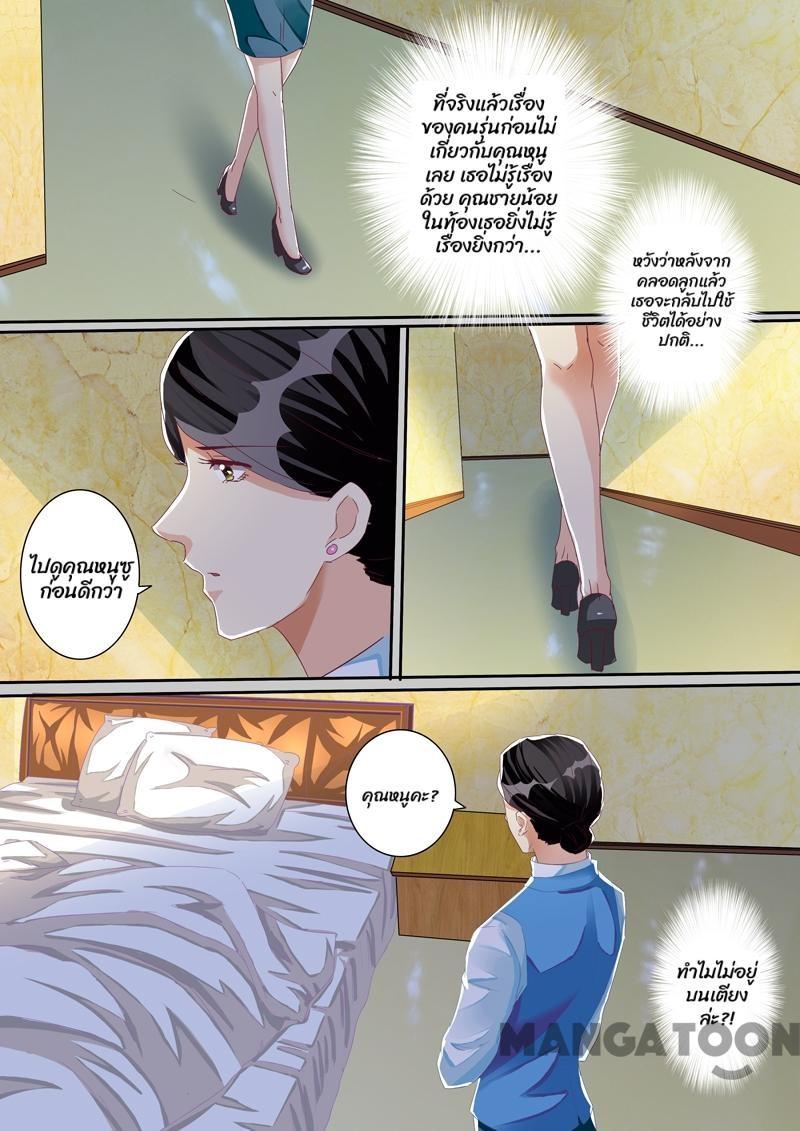 ที่จริงแล้วเรื่อง
ของคนรุ่นก่อนไม่
เกี่ยวกับคุณหนู
เลย เธอไม่รู้เรื่อง
ด้วย คุณชายน้อย
ในท้องเธอยิ่งไม่รู้
เรื่องยิ่งกว่า...
หวังว่าหลังจาก
คลอดลูกแล้ว
เธอจะกลับไปใช้
ชีวิตได้อย่าง
ปกติ...
ไปดูคุณหนูซู
ก่อนดีกว่า
คุณหนูคะ?
ทำไมไม่อยู่
บนเตียง
ล่ะ?!
MANGATOON